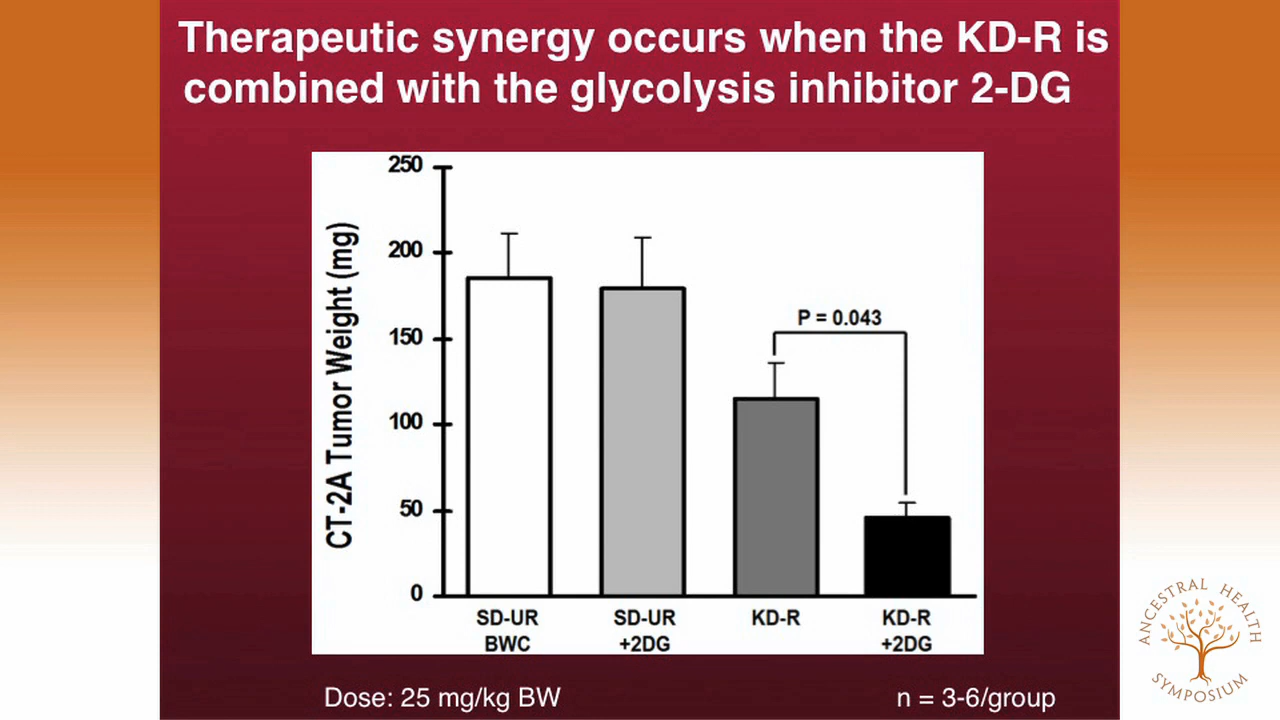 Therapeutic synergy occurs when the KD-R is
combined with the glycolysis inhibitor 2-DG
CT-2A Tumor Weight (mg)
250
200
150
100
50
0
P = 0.043
SD-UR
BWC
SD-UR
+2DG
KD-R
KD-R
+2DG
Dose: 25 mg/kg BW
n = 3-6/group
ANCESTRAL HEALTH
SYMPOSIUM